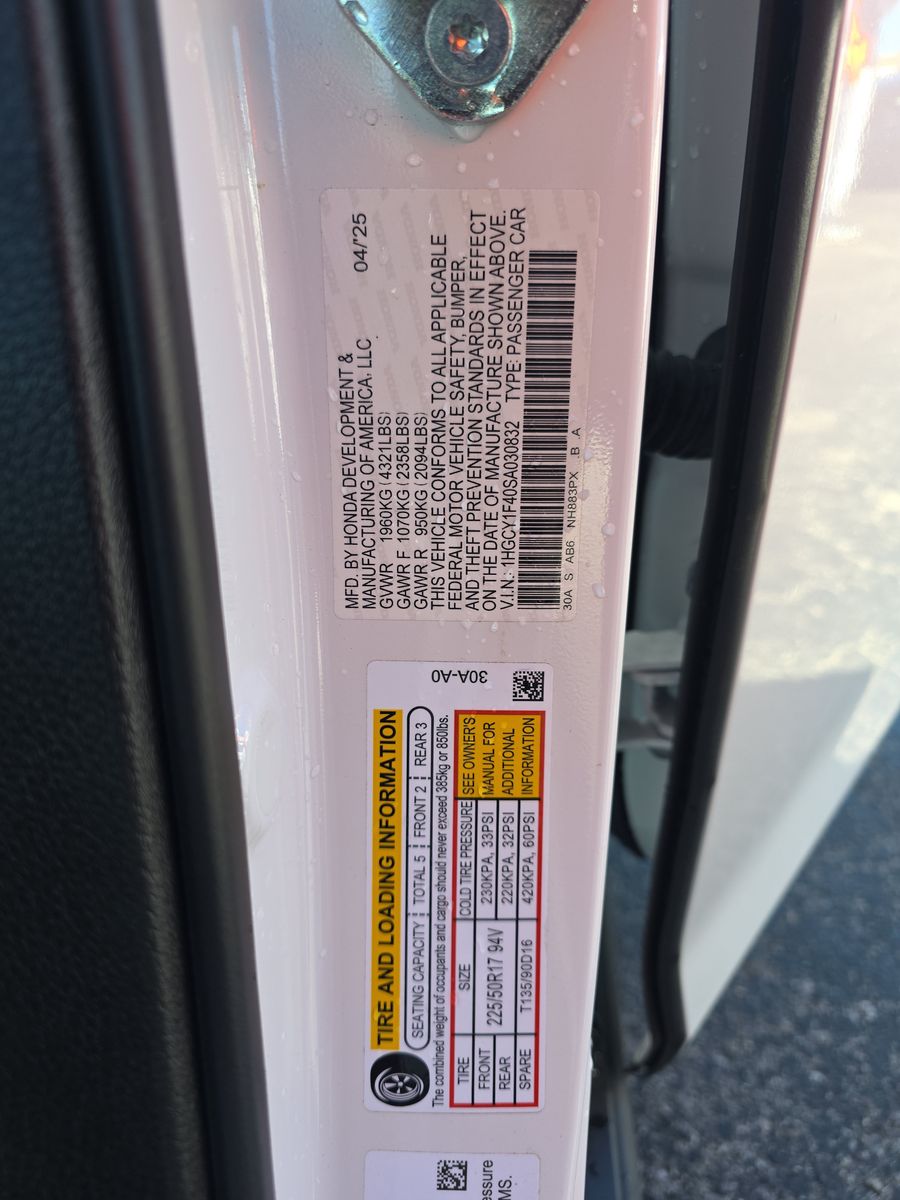 MFD. BY HONDA DEVELOPMENT &
MANUFACTURING OF AMERICA, LLC 04/'25
GVWR 1960KG (4321LBS)
GAWR F 1070KG (2358LBS)
GAWR R 950KG (2094LBS)
THIS VEHICLE CONFORMS TO ALL APPLICABLE
FEDERAL MOTOR VEHICLE SAFETY, BUMPER,
AND THEFT PREVENTION STANDARDS IN EFFECT
ON THE DATE OF MANUFACTURE SHOWN ABOVE.
V.I.N.: 1HGCY1F40SA030832 TYPE: PASSENGER CAR
30A S AB6 NH883PX B A
TIRE AND LOADING INFORMATION
30A-A0
SEATING CAPACITY TOTAL 5 FRONT 2 REAR 3
The combined weight of occupants and cargo should never exceed 385kg or 850lbs.
TIRE SIZE COLD TIRE PRESSURE SEE OWNER'S
FRONT 225/50R17 94V 230KPA, 33PSI MANUAL FOR
REAR 220KPA, 32PSI ADDITIONAL
SPARE T135/90D16 420KPA, 60PSI INFORMATION
essure
MS.